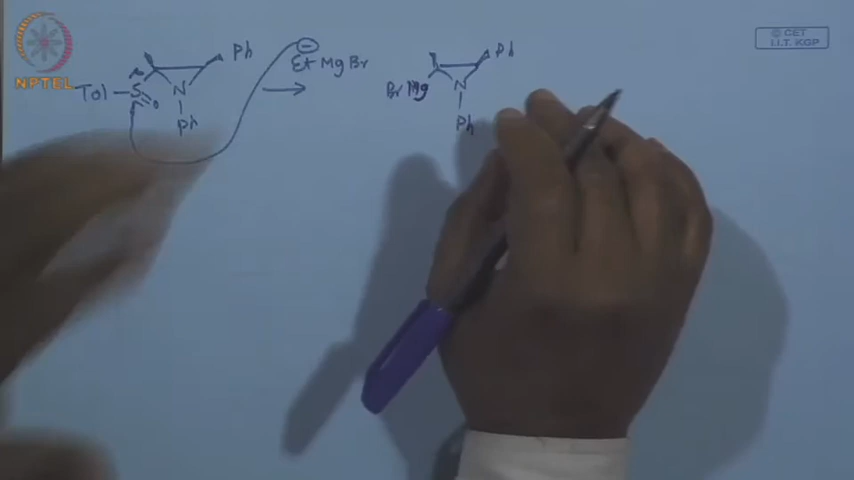 Ph
⊖
Et MgBr
Tol-S
O
N
Ph
Ph
BrMg
N
Ph
NPTEL
© CET
I.I.T. KGP